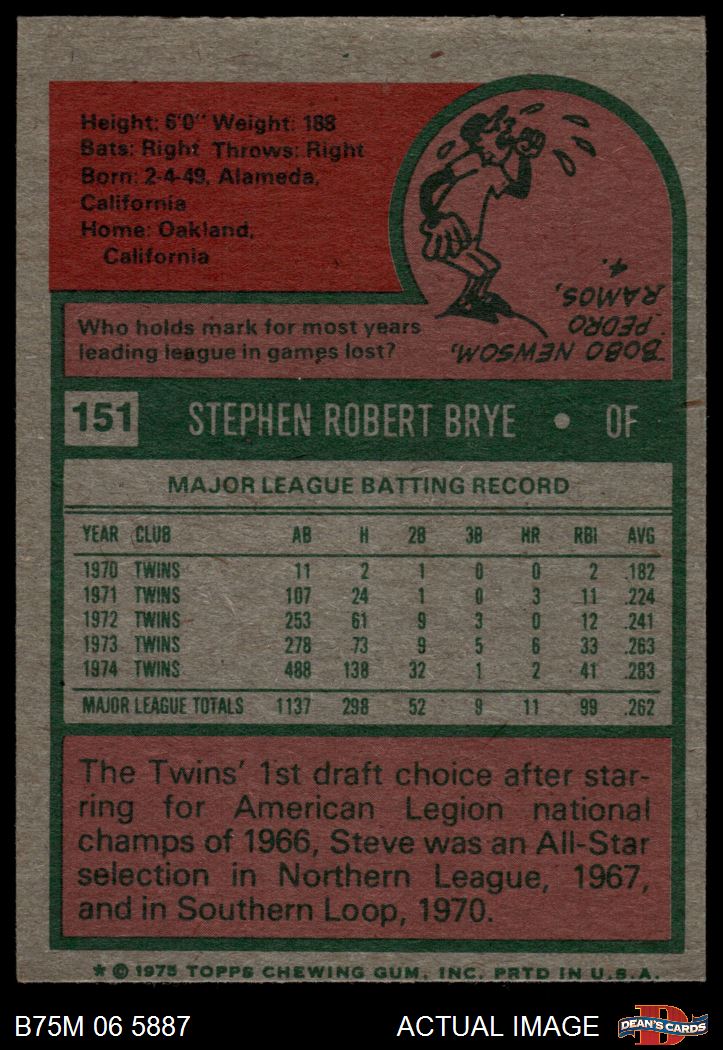 Height: 6'0" Weight: 188
Bats: Right Throws: Right
Born: 2-4-49, Alameda,
California
Home: Oakland,
California
Who holds mark for most years
leading league in games lost?
BOBO NEWSOM,
PEDRO
RAMOS,
4.
151 STEPHEN ROBERT BRYE • OF
MAJOR LEAGUE BATTING RECORD
YEAR CLUB AB H 2B 3B HR RBI AVG
1970 TWINS 11 2 1 0 0 2 .182
1971 TWINS 107 24 1 0 3 11 .224
1972 TWINS 253 61 9 3 0 12 .241
1973 TWINS 278 73 9 5 6 33 .263
1974 TWINS 488 138 32 1 2 41 .283
MAJOR LEAGUE TOTALS 1137 298 52 9 11 99 .262
The Twins' 1st draft choice after star-
ring for American Legion national
champs of 1966, Steve was an All-Star
selection in Northern League, 1967,
and in Southern Loop, 1970.
* © 1975 TOPPS CHEWING GUM, INC. PRTD IN U.S.A.
B75M 06 5887 ACTUAL IMAGE
D
DEAN'S CARDS